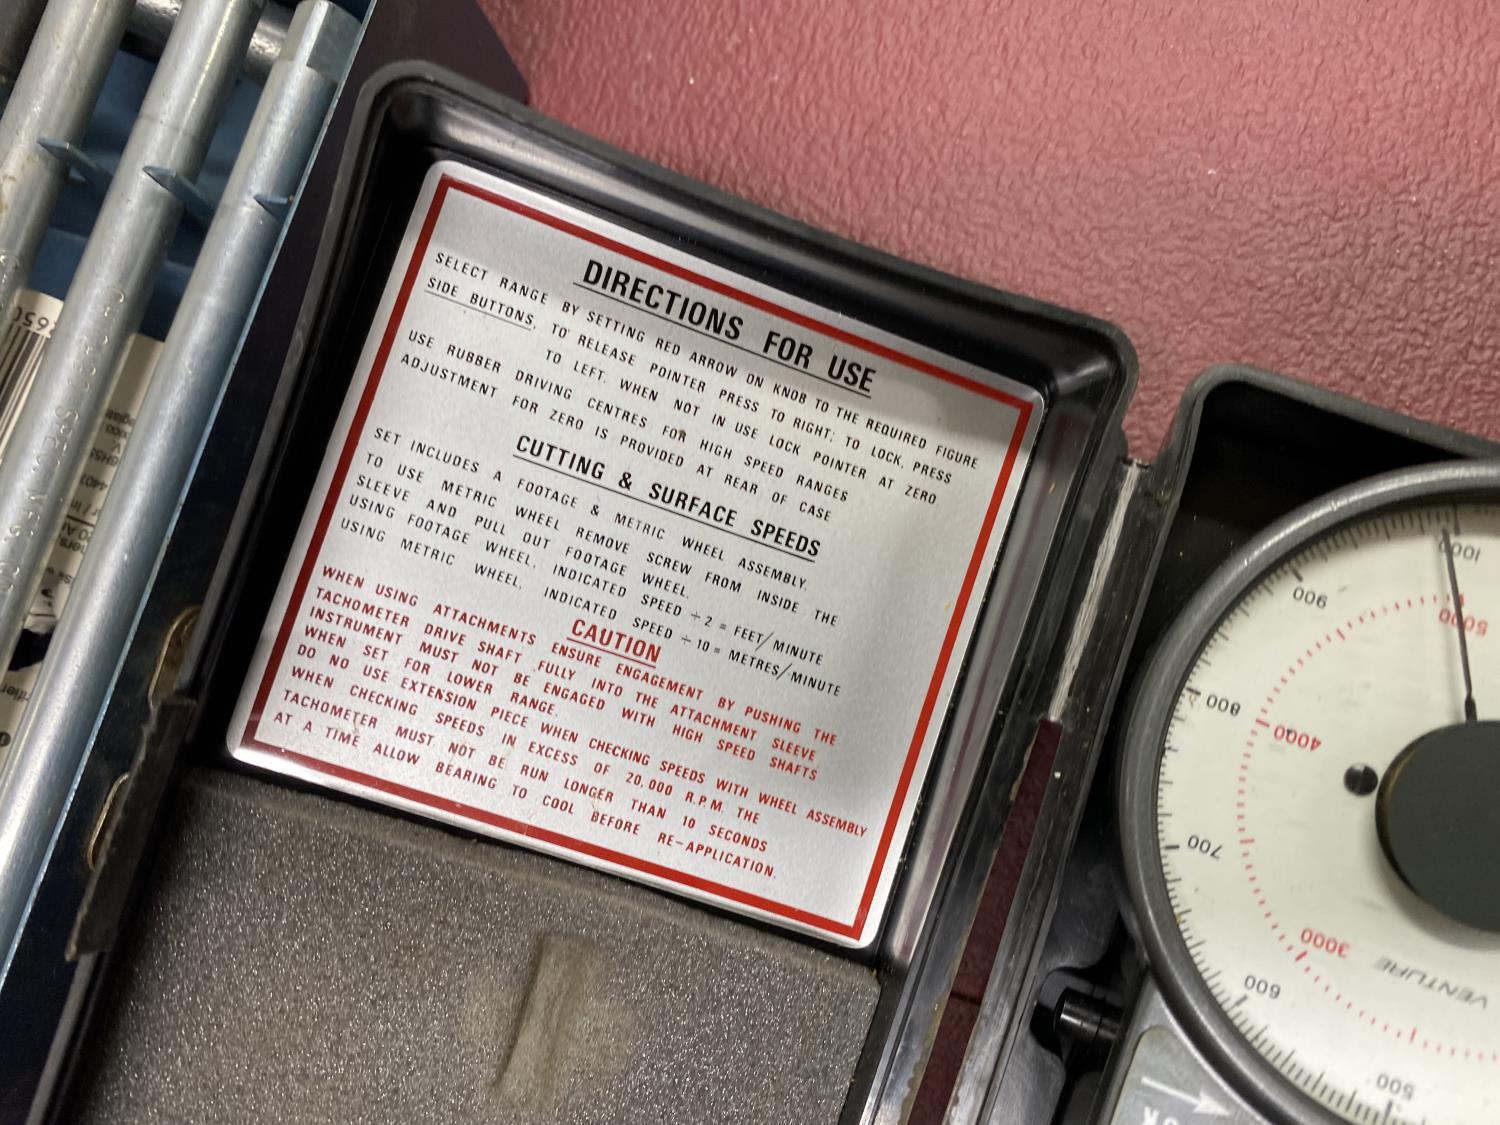 DIRECTIONS FOR USE
SELECT RANGE BY SETTING RED ARROW ON KNOB TO THE REQUIRED FIGURE
SIDE BUTTONS, TO RELEASE POINTER PRESS TO RIGHT; TO LOCK, PRESS
TO LEFT. WHEN NOT IN USE LOCK POINTER AT ZERO
USE RUBBER DRIVING CENTRES FOR HIGH SPEED RANGES
ADJUSTMENT FOR ZERO IS PROVIDED AT REAR OF CASE
CUTTING & SURFACE SPEEDS
SET INCLUDES A FOOTAGE & METRIC WHEEL ASSEMBLY.
TO USE METRIC WHEEL REMOVE SCREW FROM INSIDE THE
SLEEVE AND PULL OUT FOOTAGE WHEEL.
USING FOOTAGE WHEEL, INDICATED SPEED ÷ 2 = FEET/MINUTE
USING METRIC WHEEL, INDICATED SPEED ÷ 10 = METRES/MINUTE
CAUTION
WHEN USING ATTACHMENTS ENSURE ENGAGEMENT BY PUSHING THE
TACHOMETER DRIVE SHAFT FULLY INTO THE ATTACHMENT SLEEVE.
INSTRUMENT MUST NOT BE ENGAGED WITH HIGH SPEED SHAFTS
WHEN SET FOR LOWER RANGE.
DO NO USE EXTENSION PIECE WHEN CHECKING SPEEDS WITH WHEEL ASSEMBLY
WHEN CHECKING SPEEDS IN EXCESS OF 20,000 R.P.M. THE
TACHOMETER MUST NOT BE RUN LONGER THAN 10 SECONDS
AT A TIME ALLOW BEARING TO COOL BEFORE RE-APPLICATION.
1000
900
5000
800
4000
700
3000
VENTURE
600
500